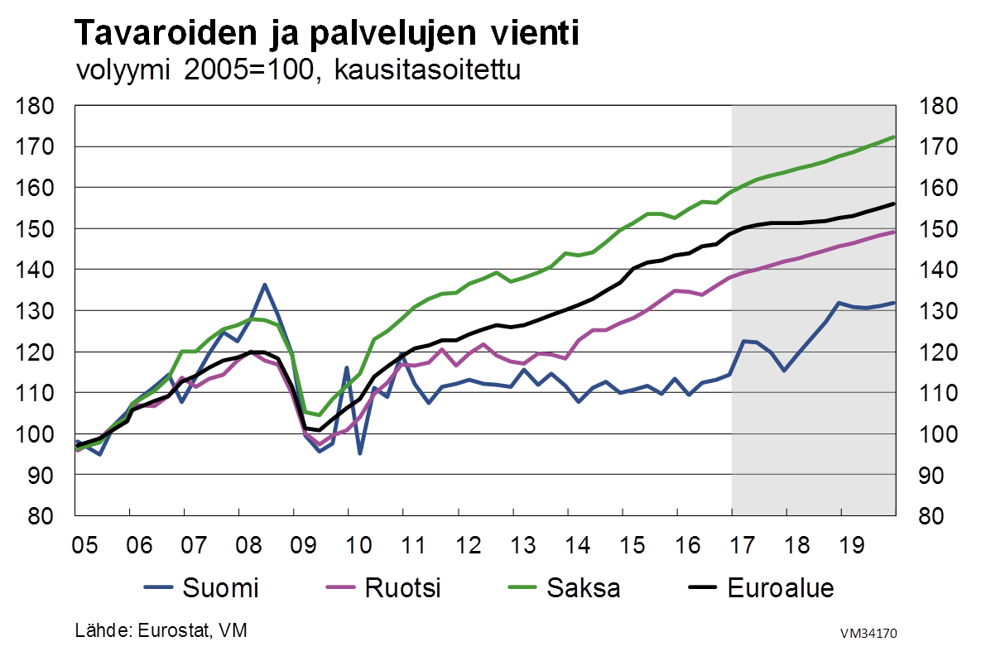 Tavaroiden ja palvelujen vienti
volyymi 2005=100, kausitasoitettu
180 180
170 170
160 160
150 150
140 140
130 130
120 120
110 110
100 100
90 90
80 80
05 06 07 08 09 10 11 12 13 14 15 16 17 18 19
Suomi Ruotsi Saksa Euroalue
Lähde: Eurostat, VM VM34170